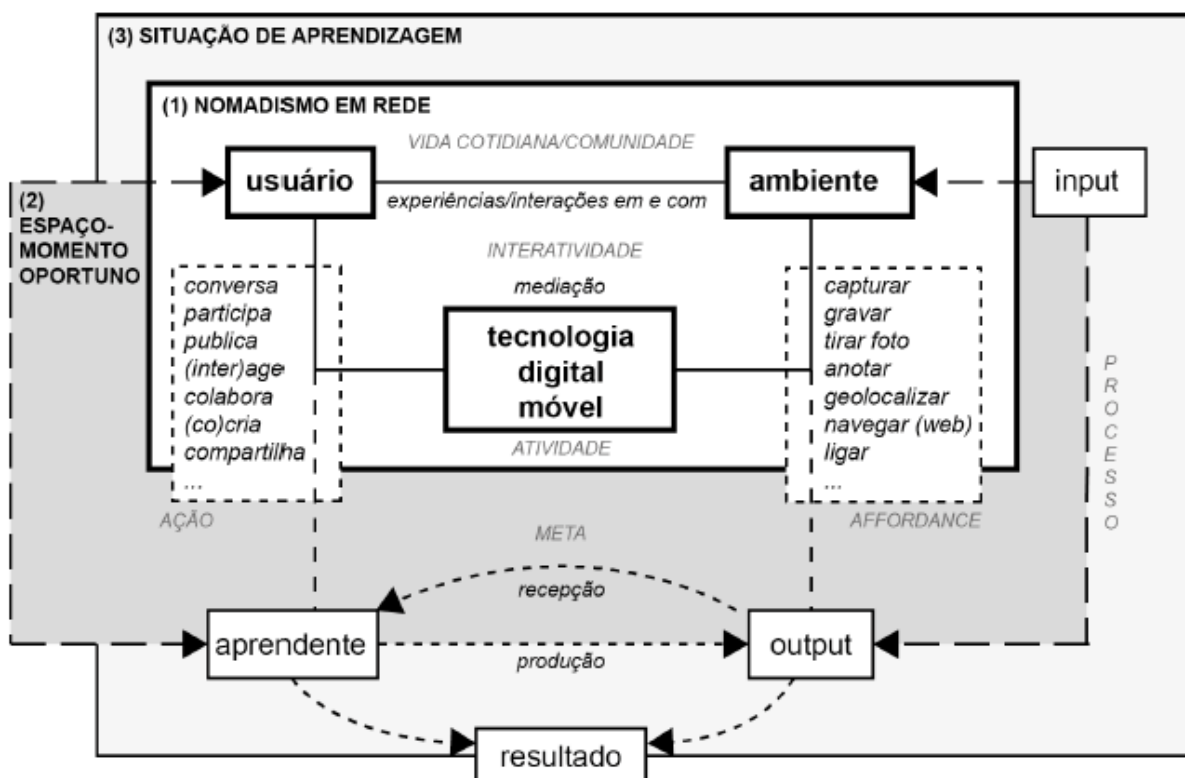 (3) SITUAÇÃO DE APRENDIZAGEM
(1) NOMADISMO EM REDE
VIDA COTIDIANA/COMUNIDADE
usuário
ambiente
input
experiências/interações em e com
(2)
ESPAÇO-
MOMENTO
OPORTUNO
INTERATIVIDADE
mediação
conversa
participa
publica
(inter)age
colabora
(co)cria
compartilha
...
tecnologia
digital
móvel
capturar
gravar
tirar foto
anotar
geolocalizar
navegar (web)
ligar
...
PROCESSO
ATIVIDADE
AÇÃO
META
AFFORDANCE
recepção
aprendente
output
produção
resultado